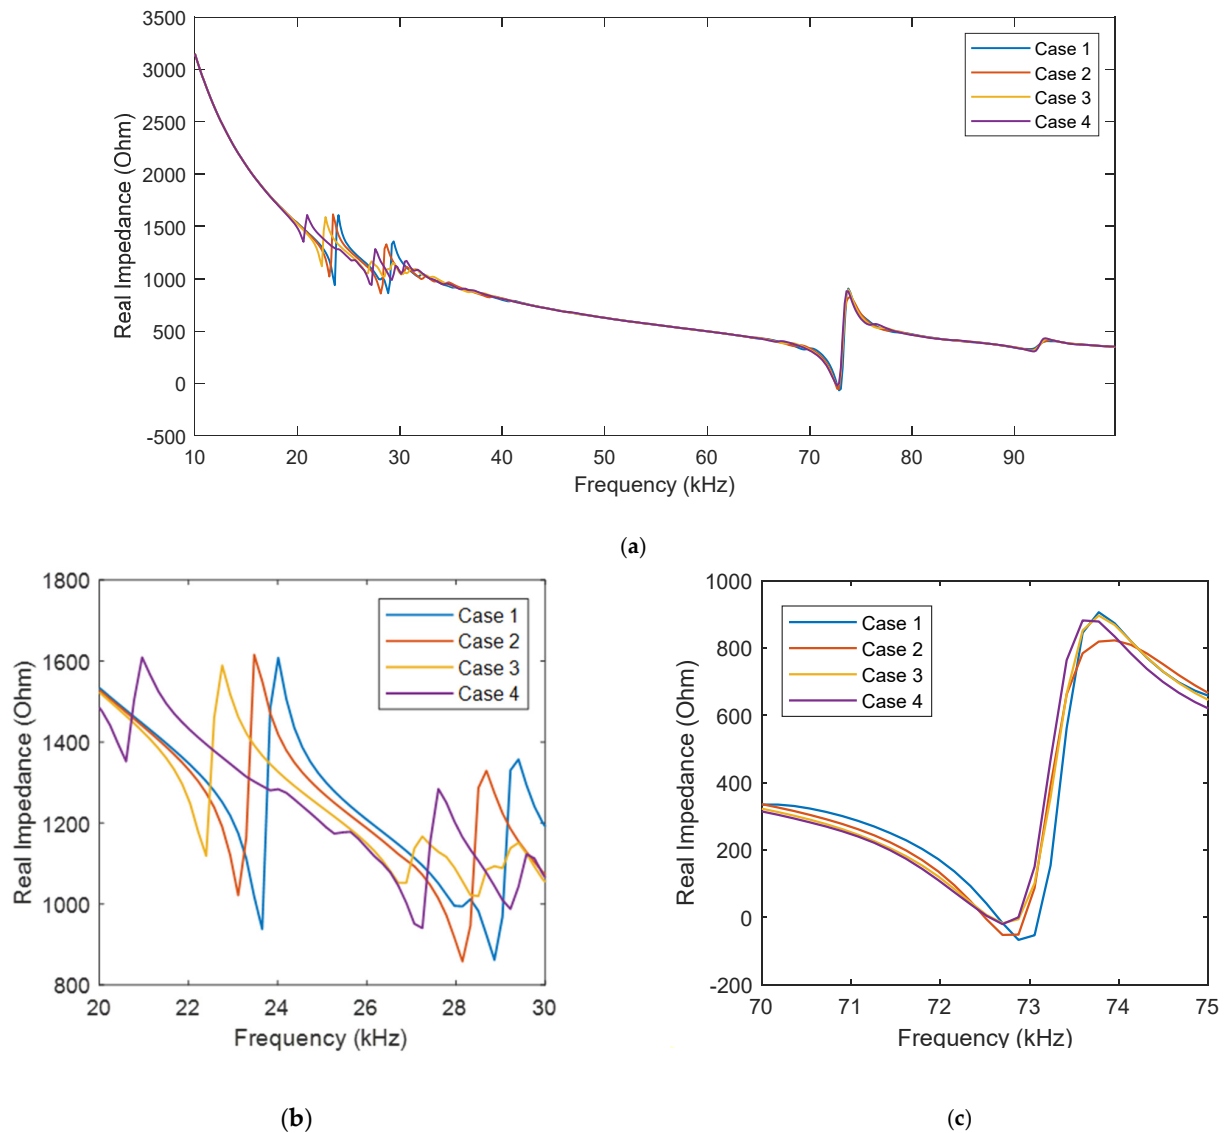 3500
3000
2500
2000
1500
1000
500
0
-500
Real Impedance (Ohm)
Case 1
Case 2
Case 3
Case 4
10 20 30 40 50 60 70 80 90
Frequency (kHz)
(a)
1800
1600
1400
1200
1000
800
Real Impedance (Ohm)
Case 1
Case 2
Case 3
Case 4
20 22 24 26 28 30
Frequency (kHz)
(b)
1000
800
600
400
200
0
-200
Real Impedance (Ohm)
Case 1
Case 2
Case 3
Case 4
70 71 72 73 74 75
Frequency (kHz)
(c)